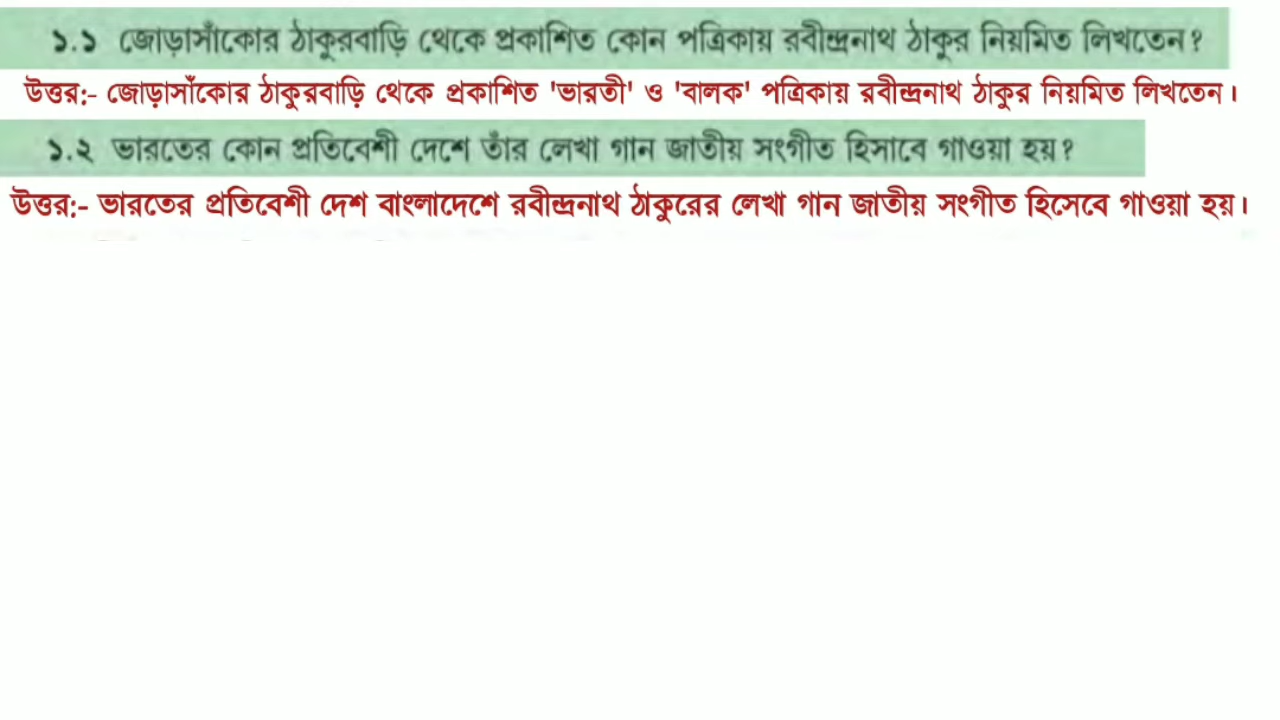 ১.১ জোড়াসাঁকোর ঠাকুরবাড়ি থেকে প্রকাশিত কোন পত্রিকায় রবীন্দ্রনাথ ঠাকুর নিয়মিত লিখতেন?
উত্তর:- জোড়াসাঁকোর ঠাকুরবাড়ি থেকে প্রকাশিত 'ভারতী' ও 'বালক' পত্রিকায় রবীন্দ্রনাথ ঠাকুর নিয়মিত লিখতেন।
১.২ ভারতের কোন প্রতিবেশী দেশে তাঁর লেখা গান জাতীয় সংগীত হিসাবে গাওয়া হয়?
উত্তর:- ভারতের প্রতিবেশী দেশ বাংলাদেশে রবীন্দ্রনাথ ঠাকুরের লেখা গান জাতীয় সংগীত হিসেবে গাওয়া হয়।